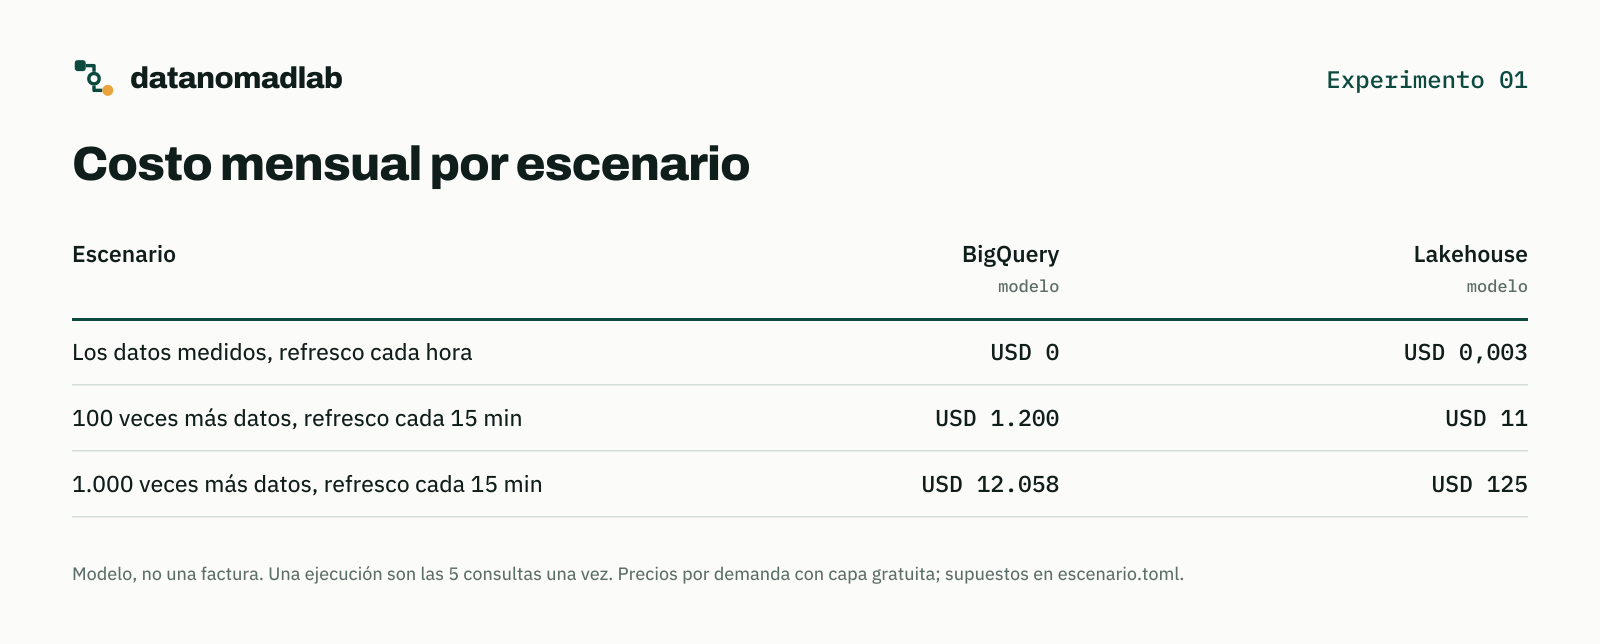 datanomadlab
Experimento 01
Costo mensual por escenario
Escenario BigQuery Lakehouse
modelo modelo
Los datos medidos, refresco cada hora USD 0 USD 0,003
100 veces más datos, refresco cada 15 min USD 1.200 USD 11
1.000 veces más datos, refresco cada 15 min USD 12.058 USD 125
Modelo, no una factura. Una ejecución son las 5 consultas una vez. Precios por demanda con capa gratuita; supuestos en escenario.toml.